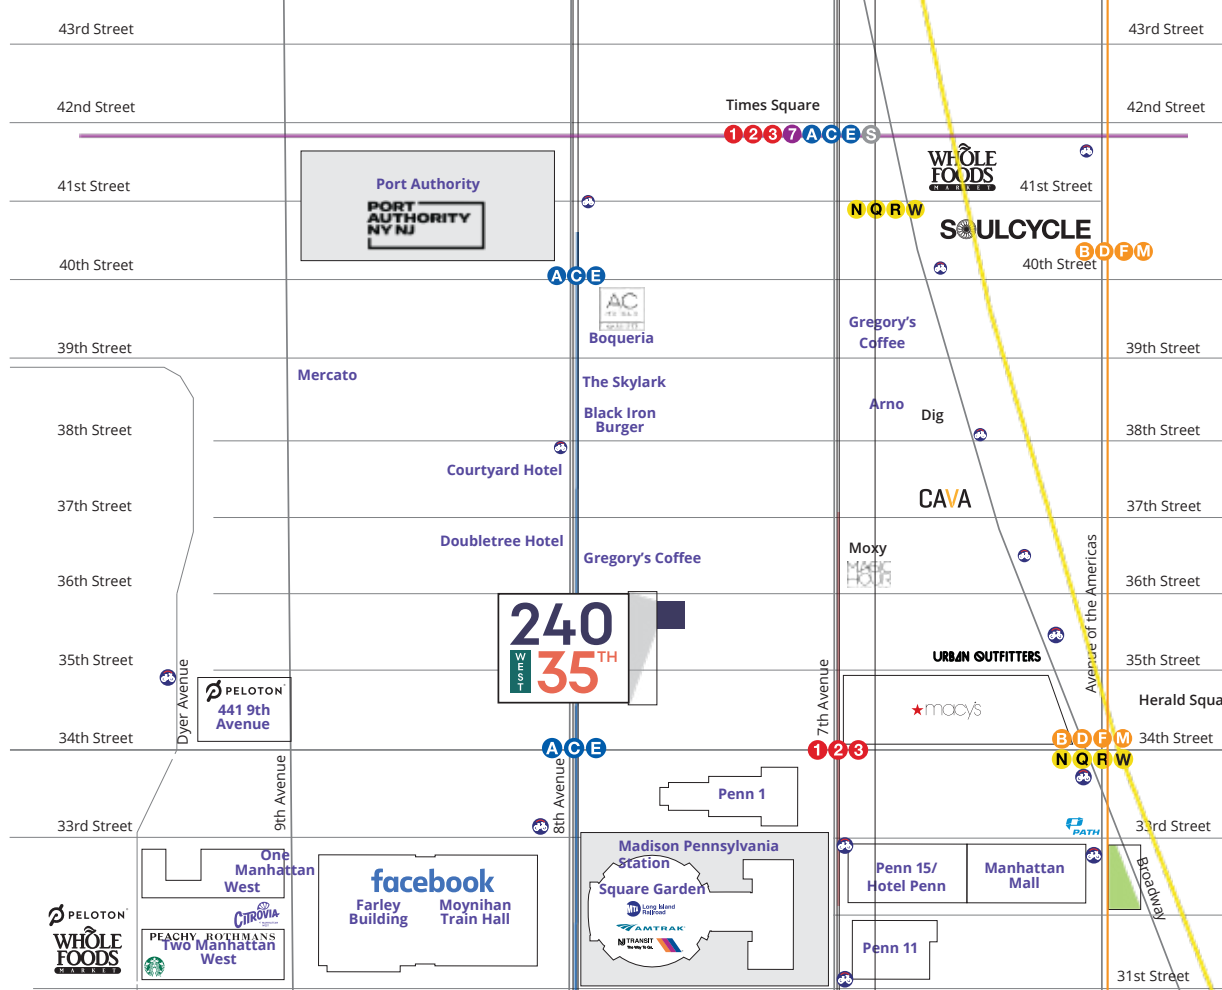 43rd Street
43rd Street
42nd Street
Times Square
42nd Street
1 2 3 7 A C E S
WHOLE
FOODS
MARKET
41st Street
Port Authority
41st Street
PORT
AUTHORITY
NY NJ
N Q R W
SOULCYCLE
B D F M
40th Street
40th Street
A C E
AC
Boqueria
Gregory's
Coffee
39th Street
39th Street
Mercato
The Skylark
Black Iron
Burger
Arno
Dig
38th Street
38th Street
Courtyard Hotel
CAVA
37th Street
37th Street
Doubletree Hotel
Gregory's Coffee
Moxy
MAGIC
HOUR
36th Street
36th Street
Avenue of the Americas
240
WEST
35TH
35th Street
URBAN OUTFITTERS
35th Street
Dyer Avenue
PELOTON
441 9th
Avenue
7th Avenue
macy's
Herald Squa
34th Street
A C E
1 2 3
B D F M
34th Street
N Q R W
9th Avenue
8th Avenue
Penn 1
33rd Street
PATH
33rd Street
One
Manhattan
West
facebook
Farley
Building
Moynihan
Train Hall
Madison Pennsylvania
Station
Square Garden
Long Island
Railroad
AMTRAK
NJ TRANSIT
The Way To Go.
Penn 15/
Hotel Penn
Manhattan
Mall
Broadway
CITROVIA
PELOTON
WHOLE
FOODS
MARKET
PEACHY ROTHMANS
Two Manhattan
West
Penn 11
31st Street